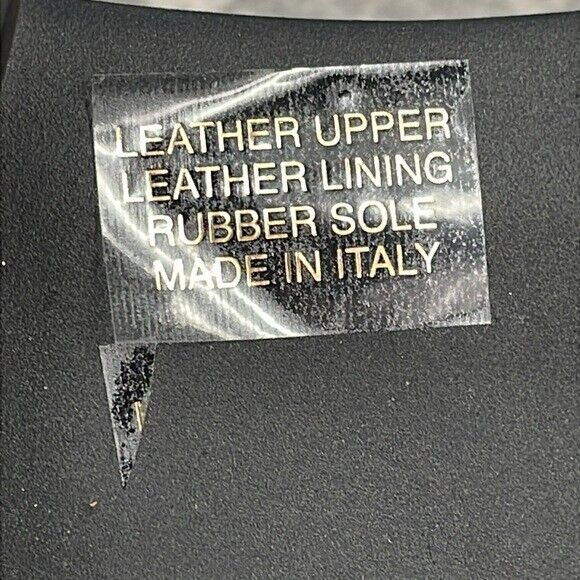 LEATHER UPPER
LEATHER LINING
RUBBER SOLE
MADE IN ITALY